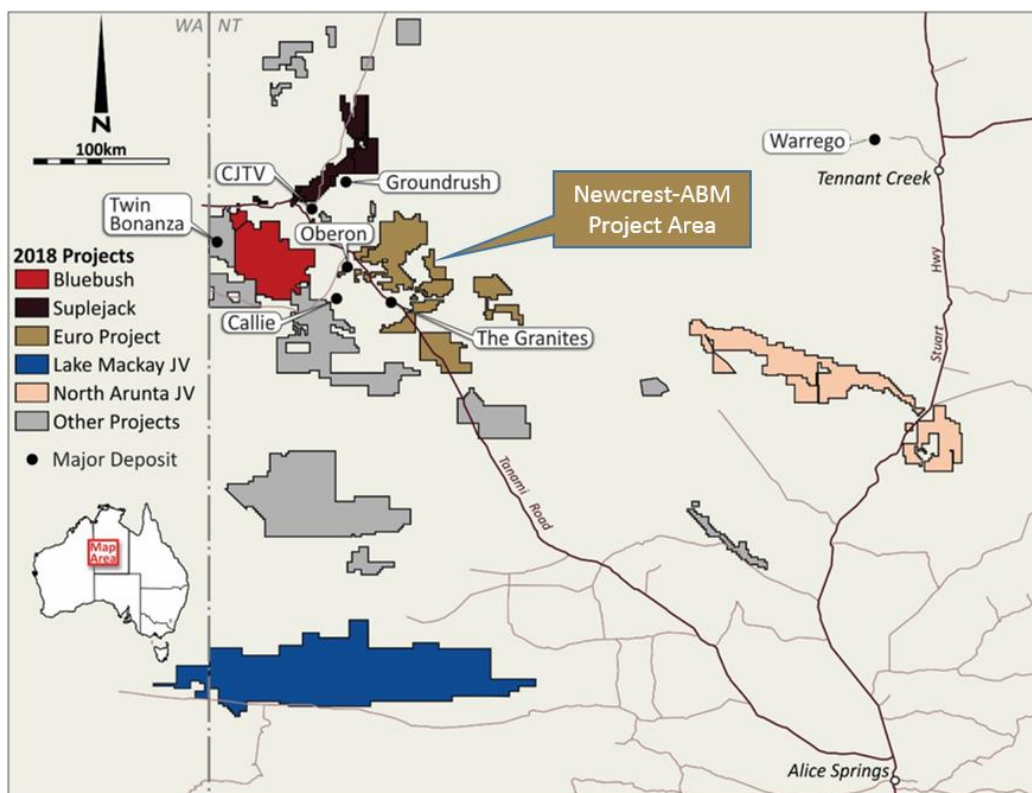 WA NT
N
100km
Warrego
Tennant Creek
CJTV
Groundrush
Twin
Bonanza
Oberon
Newcrest-ABM
Project Area
2018 Projects
Bluebush
Suplejack
Euro Project
Lake Mackay JV
North Arunta JV
Other Projects
Major Deposit
Callie
The Granites
Stuart Hwy
Tanami Road
Map
Area
Alice Springs